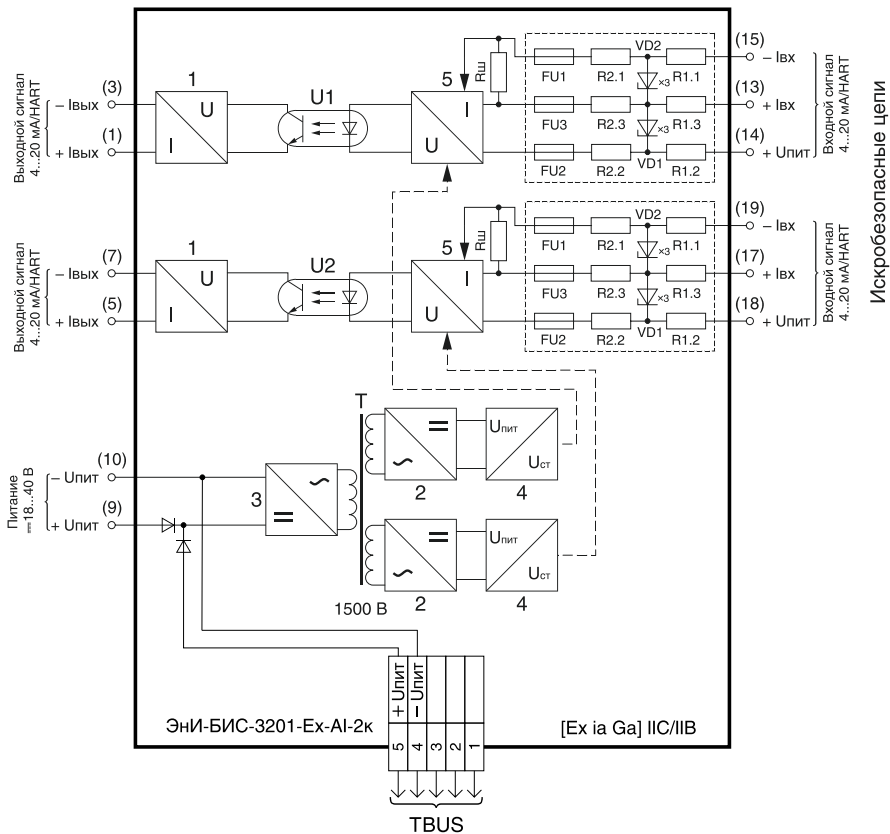 (15)
VD2
– Iвх
Rш
FU1
R2.1
R1.1
×3
(3)
1
U1
5
(13)
– Iвых
U
I
I
U
+ Iвх
FU3
R2.3
R1.3
×3
(1)
(14)
+ Iвых
+ Uпит
FU2
R2.2
VD1
R1.2
Выходной сигнал
4...20 мА/HART
Входной сигнал
4...20 мА/HART
Искробезопасные цепи
(19)
VD2
– Iвх
Rш
FU1
R2.1
R1.1
×3
(7)
1
U2
5
(17)
– Iвых
U
I
I
U
+ Iвх
FU3
R2.3
R1.3
×3
(5)
(18)
+ Iвых
+ Uпит
FU2
R2.2
VD1
R1.2
Выходной сигнал
4...20 мА/HART
Входной сигнал
4...20 мА/HART
T
Uпит
Uст
2
4
(10)
– Uпит
3
(9)
+ Uпит
Питание
18...40 В
Uпит
Uст
2
4
1500 В
+ Uпит
– Uпит
ЭнИ-БИС-3201-Ex-AI-2к
[Ex ia Ga] IIC/IIB
5
4
3
2
1
TBUS